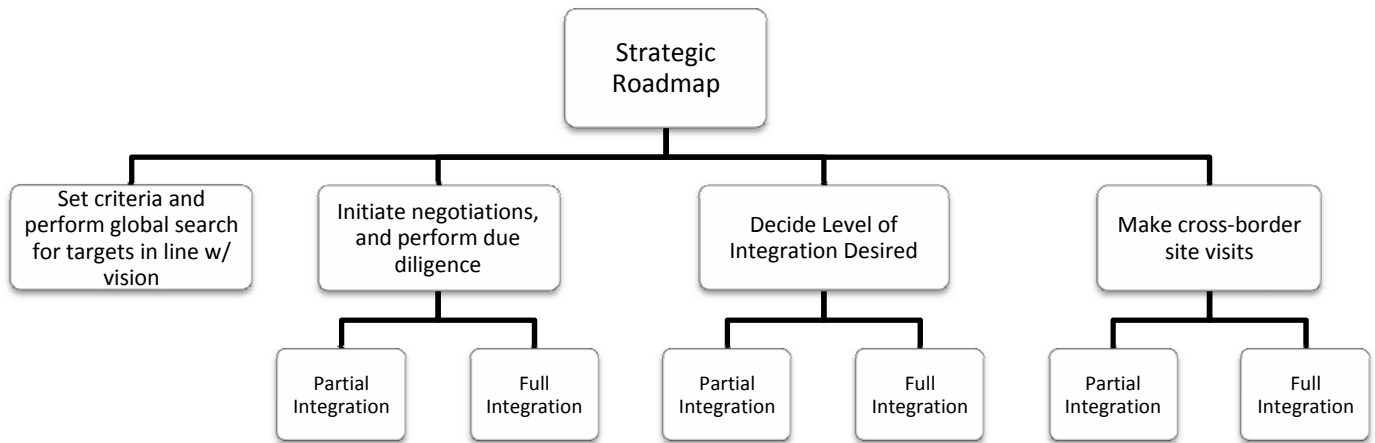 Strategic
Roadmap
Set criteria and
perform global search
for targets in line w/
vision
Initiate negotiations,
and perform due
diligence
Decide Level of
Integration Desired
Make cross-border
site visits
Partial
Integration
Full
Integration
Partial
Integration
Full
Integration
Partial
Integration
Full
Integration